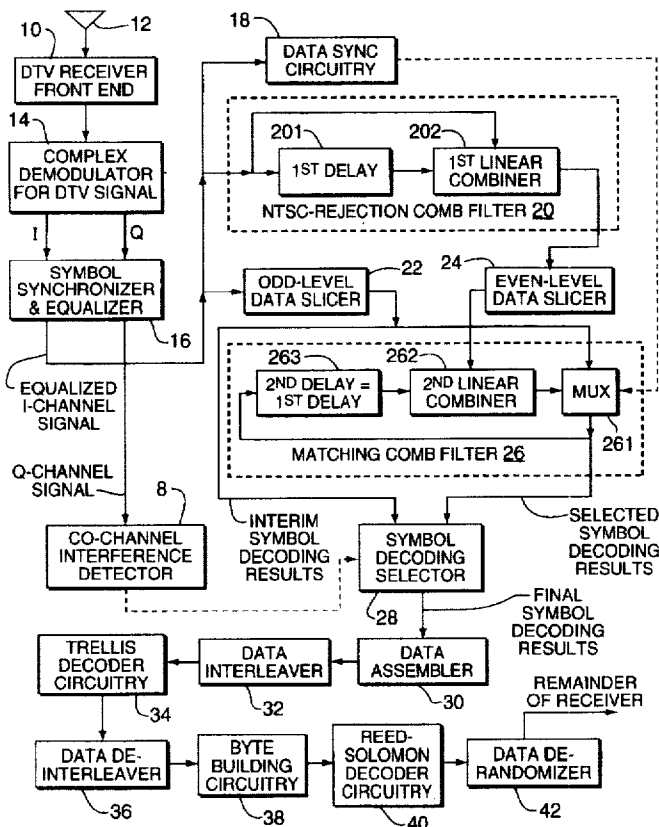 12
10
DTV RECEIVER
FRONT END
14
COMPLEX
DEMODULATOR
FOR DTV SIGNAL
I
Q
SYMBOL
SYNCHRONIZER
& EQUALIZER
16
EQUALIZED
I-CHANNEL
SIGNAL
Q-CHANNEL
SIGNAL
18
DATA SYNC
CIRCUITRY
201
1ST DELAY
202
1ST LINEAR
COMBINER
NTSC-REJECTION COMB FILTER 20
22
ODD-LEVEL
DATA SLICER
24
EVEN-LEVEL
DATA SLICER
263
2ND DELAY =
1ST DELAY
262
2ND LINEAR
COMBINER
MUX
261
MATCHING COMB FILTER 26
8
CO-CHANNEL
INTERFERENCE
DETECTOR
INTERIM
SYMBOL
DECODING
RESULTS
SYMBOL
DECODING
SELECTOR
28
SELECTED
SYMBOL
DECODING
RESULTS
FINAL
SYMBOL
DECODING
RESULTS
TRELLIS
DECODER
CIRCUITRY
34
DATA
INTERLEAVER
32
DATA
ASSEMBLER
30
REMAINDER
OF RECEIVER
DATA DE-
INTERLEAVER
36
BYTE
BUILDING
CIRCUITRY
38
REED-
SOLOMON
DECODER
CIRCUITRY
40
DATA DE-
RANDOMIZER
42